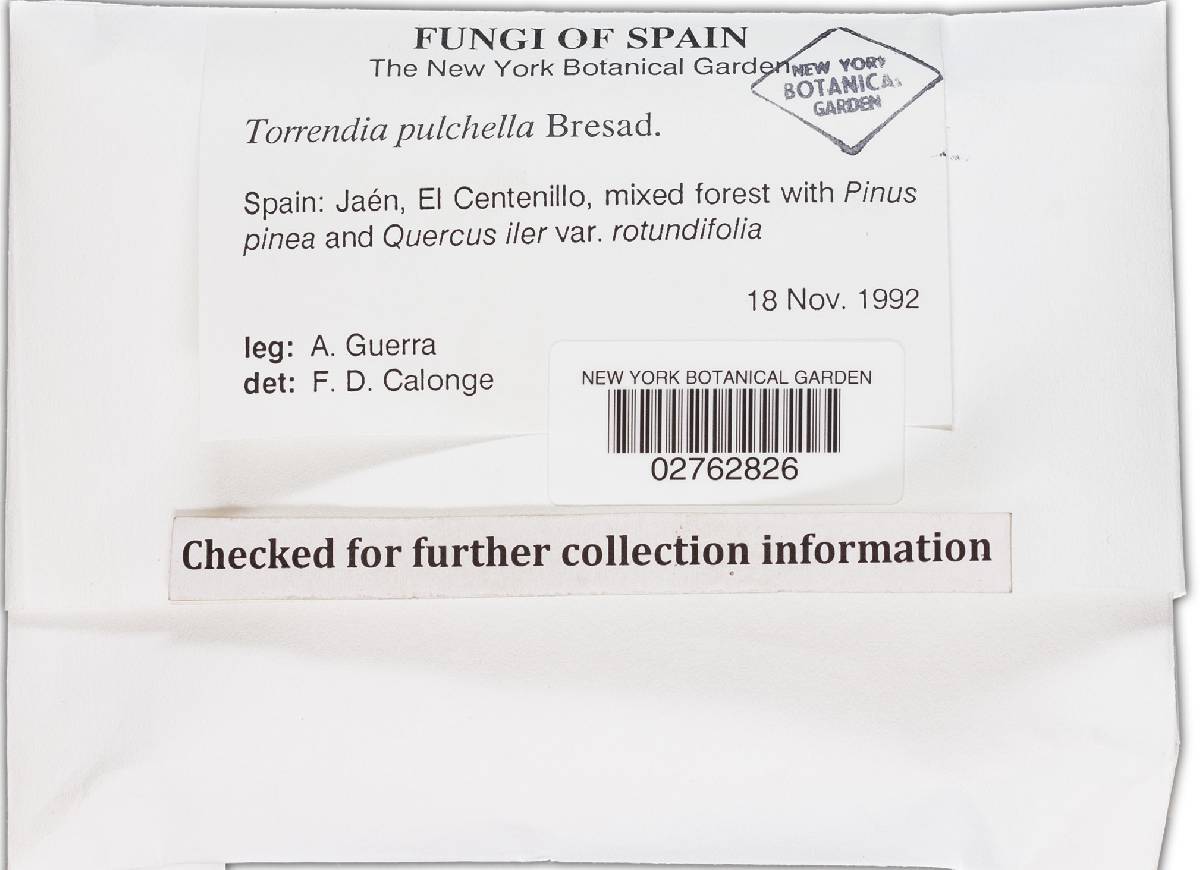 FUNGI OF SPAIN
The New York Botanical Garden
NEW YORK
BOTANICAL
GARDEN
Torrendia pulchella Bresad.
Spain: Jaén, El Centenillo, mixed forest with Pinus
pinea and Quercus iler var. rotundifolia
18 Nov. 1992
leg: A. Guerra
det: F. D. Calonge
NEW YORK BOTANICAL GARDEN
02762826
Checked for further collection information